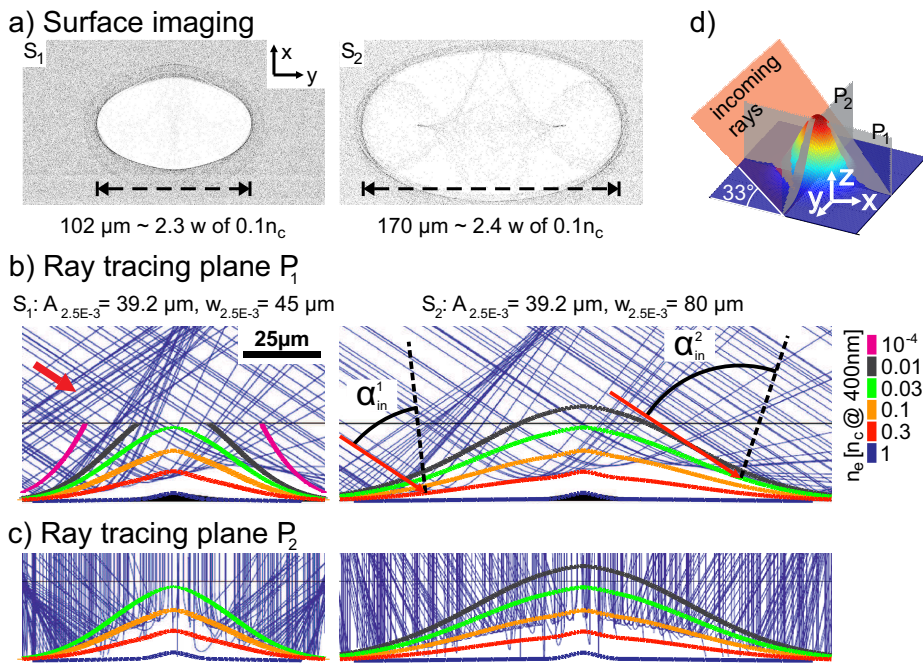 a) Surface imaging
d)
S1
x
y
S2
incoming
rays
P2
P1
33°
z
y
x
102 µm ~ 2.3 w of 0.1nc
170 µm ~ 2.4 w of 0.1nc
b) Ray tracing plane P1
S1: A2.5E-3= 39.2 µm, w2.5E-3= 45 µm
S2: A2.5E-3= 39.2 µm, w2.5E-3= 80 µm
25µm
α1in
α2in
ne [nc @ 400nm]
10-4
0.01
0.03
0.1
0.3
1
c) Ray tracing plane P2